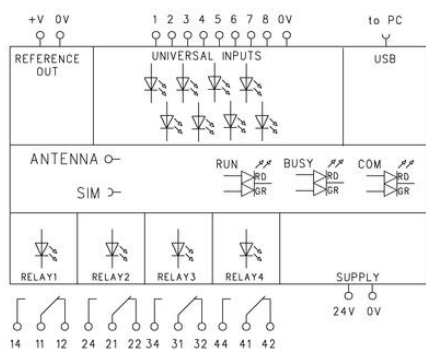 +V 0V 1 2 3 4 5 6 7 8 0V to PC
REFERENCE OUT UNIVERSAL INPUTS USB
ANTENNA RUN RD GR BUSY RD GR COM RD GR
SIM
RELAY1 RELAY2 RELAY3 RELAY4 SUPPLY
24V 0V
14 11 12 24 21 22 34 31 32 44 41 42